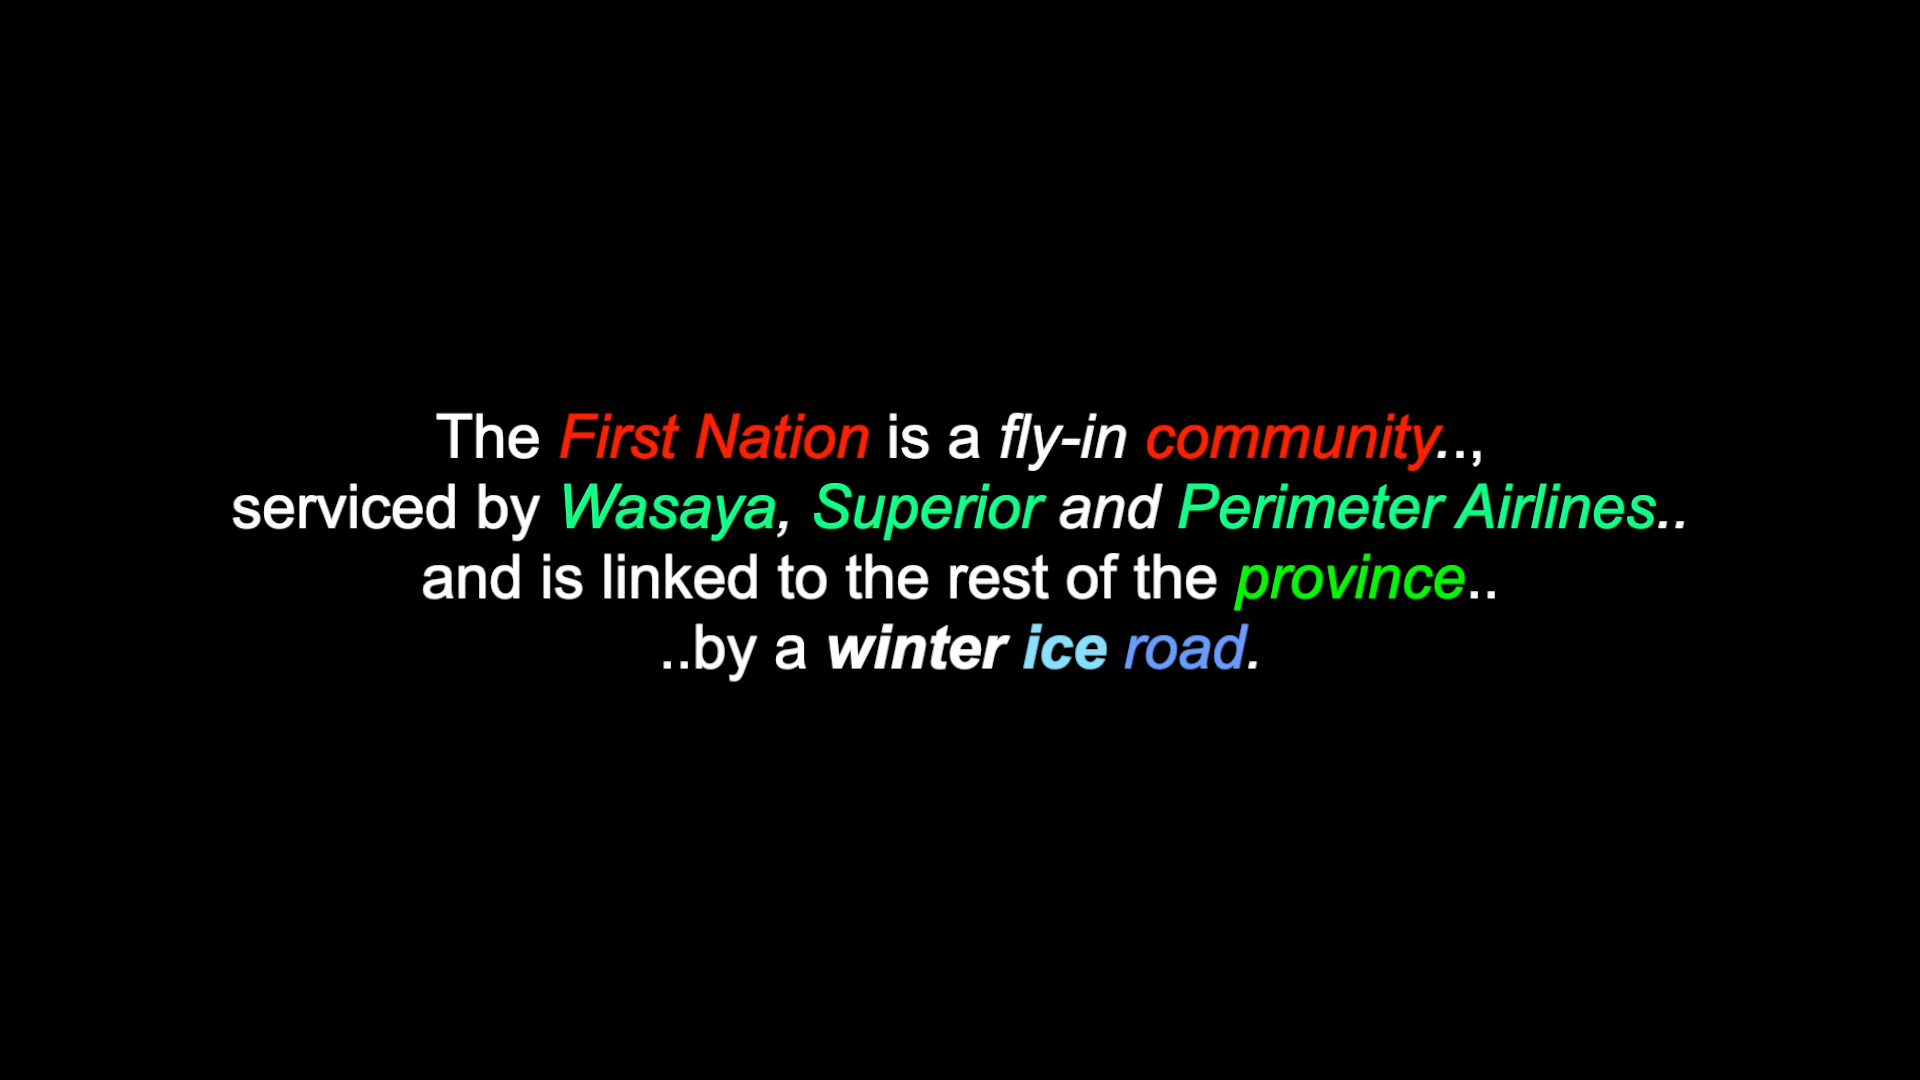 The First Nation is a fly-in community..,
serviced by Wasaya, Superior and Perimeter Airlines..
and is linked to the rest of the province..
..by a winter ice road.